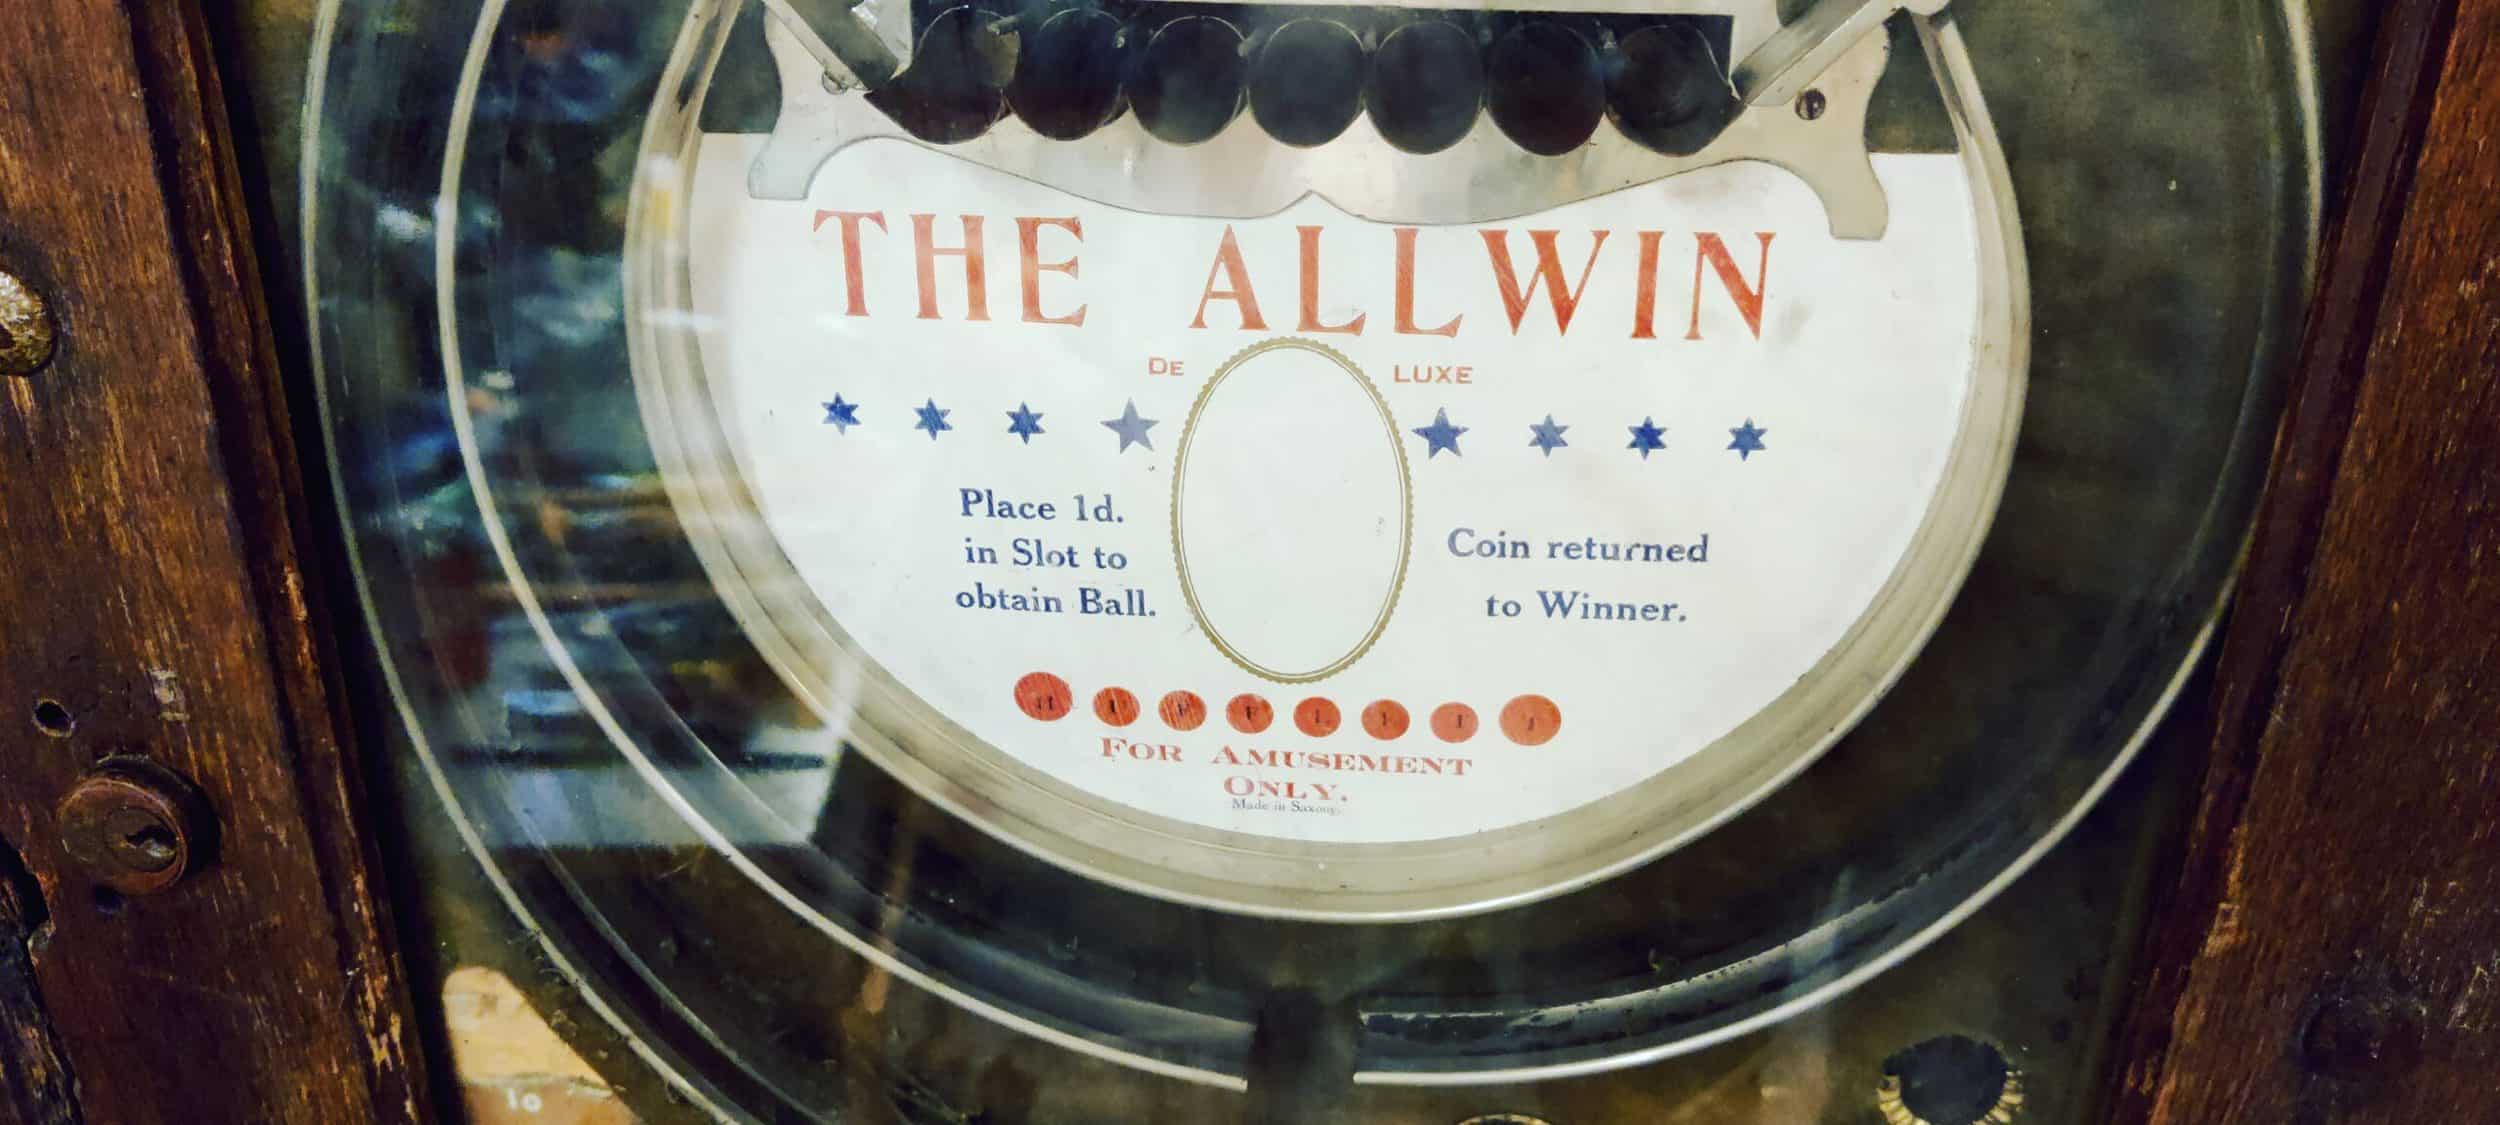 THE ALLWIN
DE LUXE
Place 1d.
in Slot to
obtain Ball.
Coin returned
to Winner.
FOR AMUSEMENT
ONLY.
Made in Saxony.
10